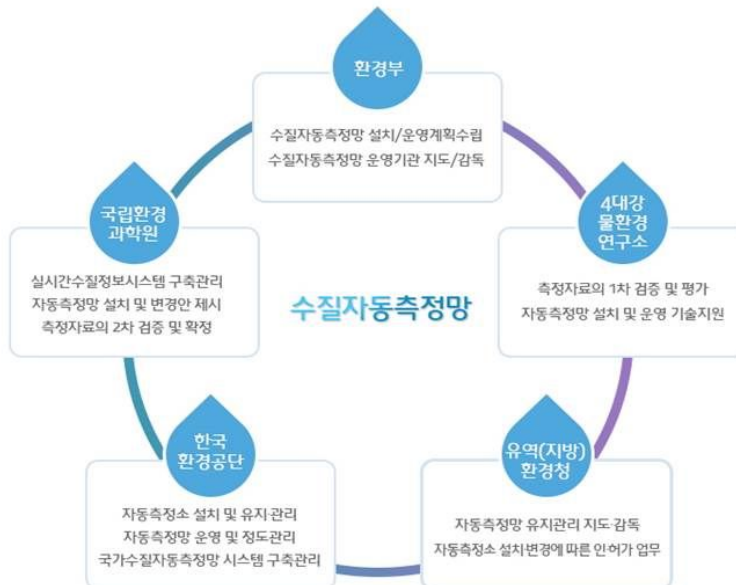 환경부
수질자동측정망 설치/운영계획수립
수질자동측정망 운영기관 지도/감독
국립환경
과학원
실시간수질정보시스템 구축관리
자동측정망 설치 및 변경안 제시
측정자료의 2차 검증 및 확정
4대강
물환경
연구소
측정자료의 1차 검증 및 평가
자동측정망 설치 및 운영 기술지원
수질자동측정망
한국
환경공단
자동측정소 설치 및 유지·관리
자동측정망 운영 및 정도관리
국가수질자동측정망 시스템 구축관리
유역(지방)
환경청
자동측정망 유지관리 지도·감독
자동측정소 설치·변경에 따른 인·허가 업무